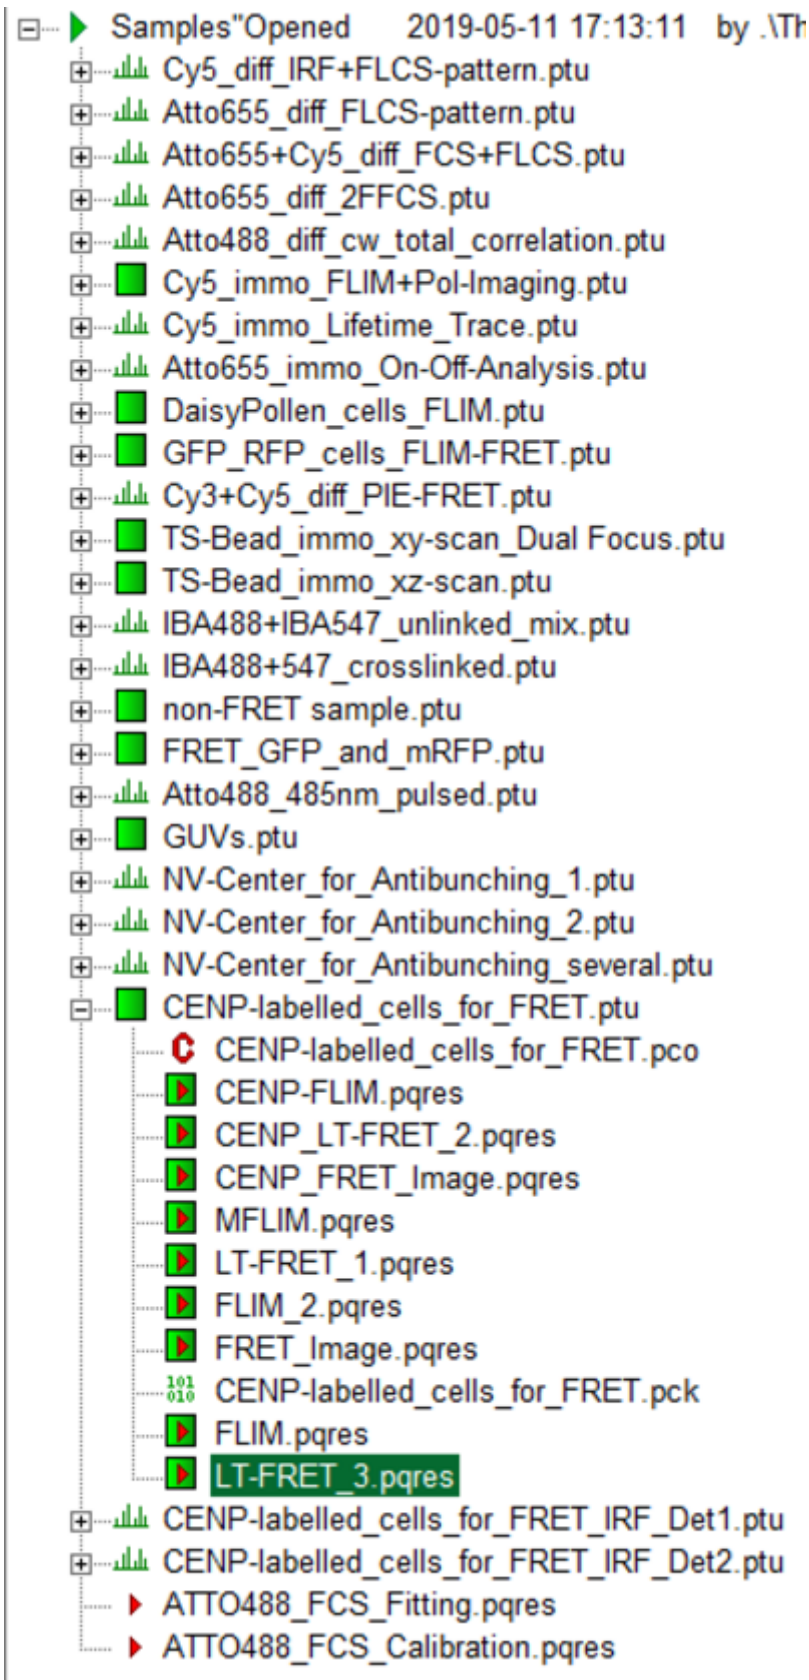 Samples"Opened 2019-05-11 17:13:11 by .\Th
Cy5_diff_IRF+FLCS-pattern.ptu
Atto655_diff_FLCS-pattern.ptu
Atto655+Cy5_diff_FCS+FLCS.ptu
Atto655_diff_2FFCS.ptu
Atto488_diff_cw_total_correlation.ptu
Cy5_immo_FLIM+Pol-Imaging.ptu
Cy5_immo_Lifetime_Trace.ptu
Atto655_immo_On-Off-Analysis.ptu
DaisyPollen_cells_FLIM.ptu
GFP_RFP_cells_FLIM-FRET.ptu
Cy3+Cy5_diff_PIE-FRET.ptu
TS-Bead_immo_xy-scan_Dual Focus.ptu
TS-Bead_immo_xz-scan.ptu
IBA488+IBA547_unlinked_mix.ptu
IBA488+547_crosslinked.ptu
non-FRET sample.ptu
FRET_GFP_and_mRFP.ptu
Atto488_485nm_pulsed.ptu
GUVs.ptu
NV-Center_for_Antibunching_1.ptu
NV-Center_for_Antibunching_2.ptu
NV-Center_for_Antibunching_several.ptu
CENP-labelled_cells_for_FRET.ptu
C CENP-labelled_cells_for_FRET.pco
CENP-FLIM.pqres
CENP_LT-FRET_2.pqres
CENP_FRET_Image.pqres
MFLIM.pqres
LT-FRET_1.pqres
FLIM_2.pqres
FRET_Image.pqres
101
010 CENP-labelled_cells_for_FRET.pck
FLIM.pqres
LT-FRET_3.pqres
CENP-labelled_cells_for_FRET_IRF_Det1.ptu
CENP-labelled_cells_for_FRET_IRF_Det2.ptu
ATTO488_FCS_Fitting.pqres
ATTO488_FCS_Calibration.pqres